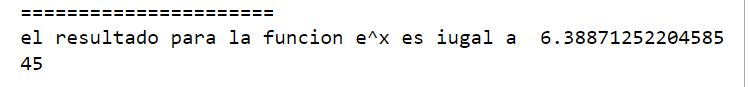 ======================
el resultado para la funcion e^x es iugal a  6.38871252204585
45